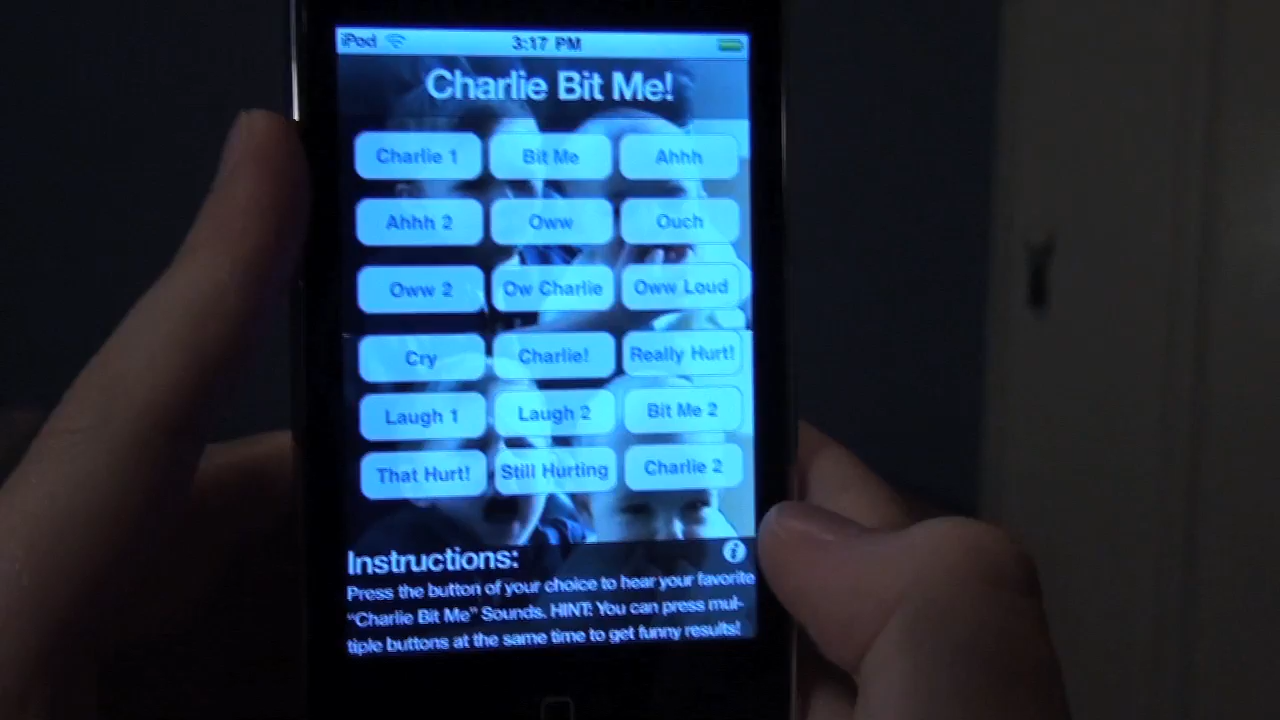 iPod 3:17 PM
Charlie Bit Me!
Charlie 1 Bit Me Ahhh
Ahhh 2 Oww Ouch
Oww 2 Ow Charlie Oww Loud
Cry Charlie! Really Hurt!
Laugh 1 Laugh 2 Bit Me 2
That Hurt! Still Hurting Charlie 2
Instructions: i
Press the button of your choice to hear your favorite
"Charlie Bit Me" Sounds. HINT: You can press mul-
tiple buttons at the same time to get funny results!